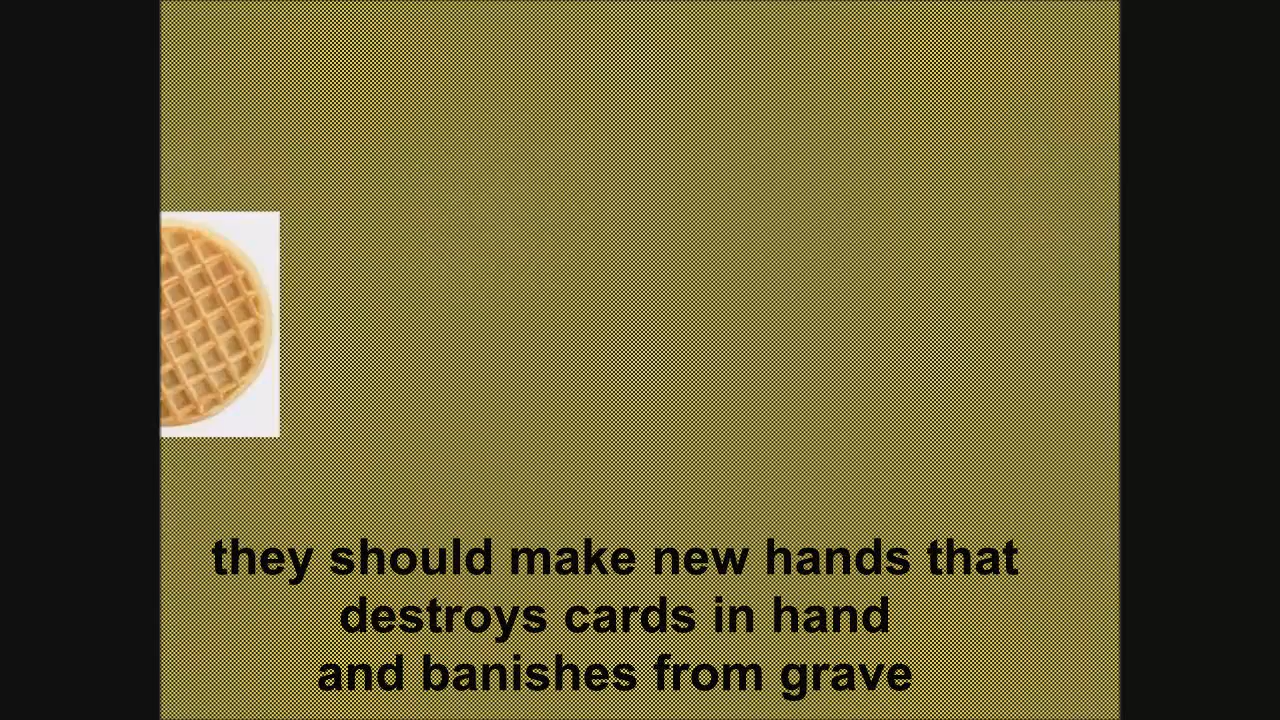 they should make new hands that
destroys cards in hand
and banishes from grave